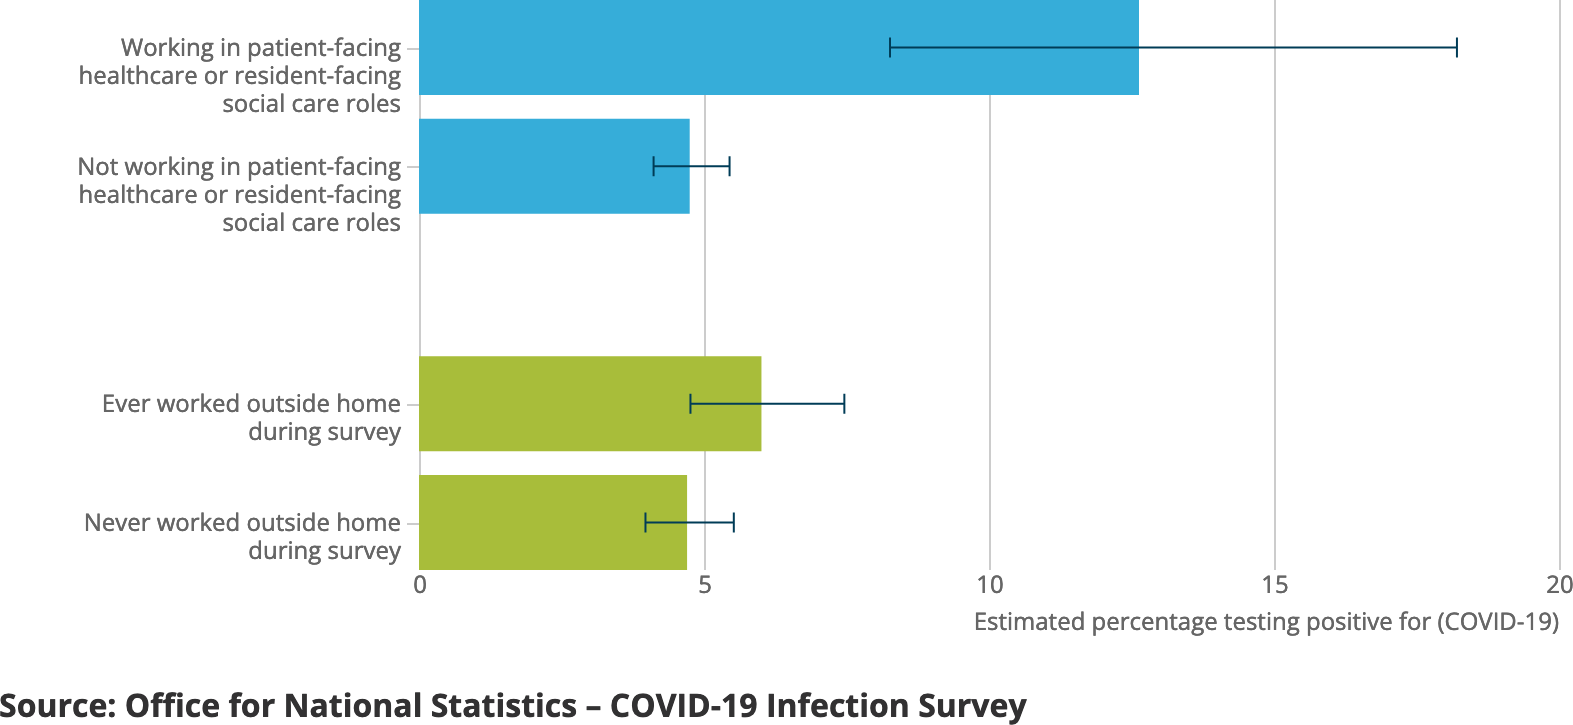 Working in patient-facing
healthcare or resident-facing
social care roles
Not working in patient-facing
healthcare or resident-facing
social care roles
Ever worked outside home
during survey
Never worked outside home
during survey
0 5 10 15 20
Estimated percentage testing positive for (COVID-19)
Source: Office for National Statistics – COVID-19 Infection Survey